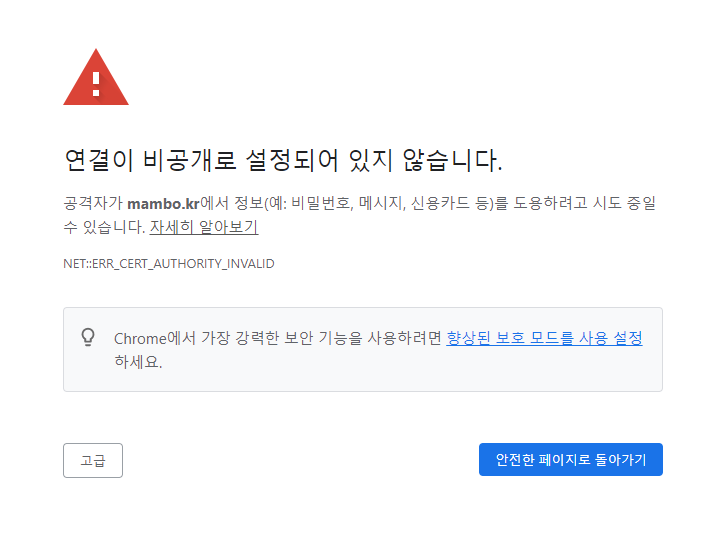 연결이 비공개로 설정되어 있지 않습니다.
공격자가 mambo.kr에서 정보(예: 비밀번호, 메시지, 신용카드 등)를 도용하려고 시도 중일
수 있습니다. 자세히 알아보기
NET::ERR_CERT_AUTHORITY_INVALID
Chrome에서 가장 강력한 보안 기능을 사용하려면 향상된 보호 모드를 사용 설정
하세요.
고급
안전한 페이지로 돌아가기